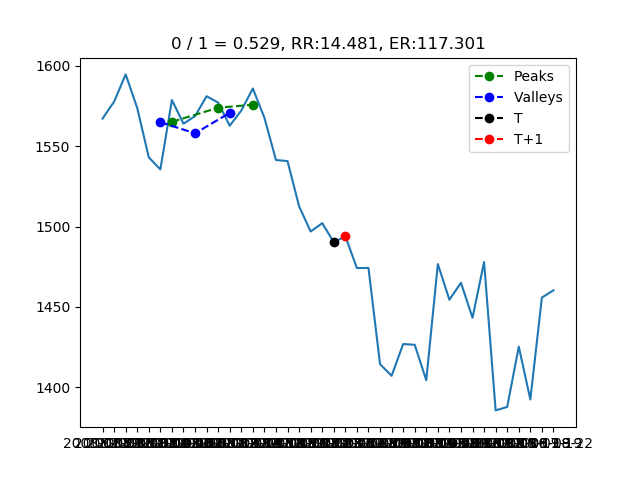 0 / 1 = 0.529, RR:14.481, ER:117.301
1600
1550
1500
1450
1400
Peaks
Valleys
T
T+1